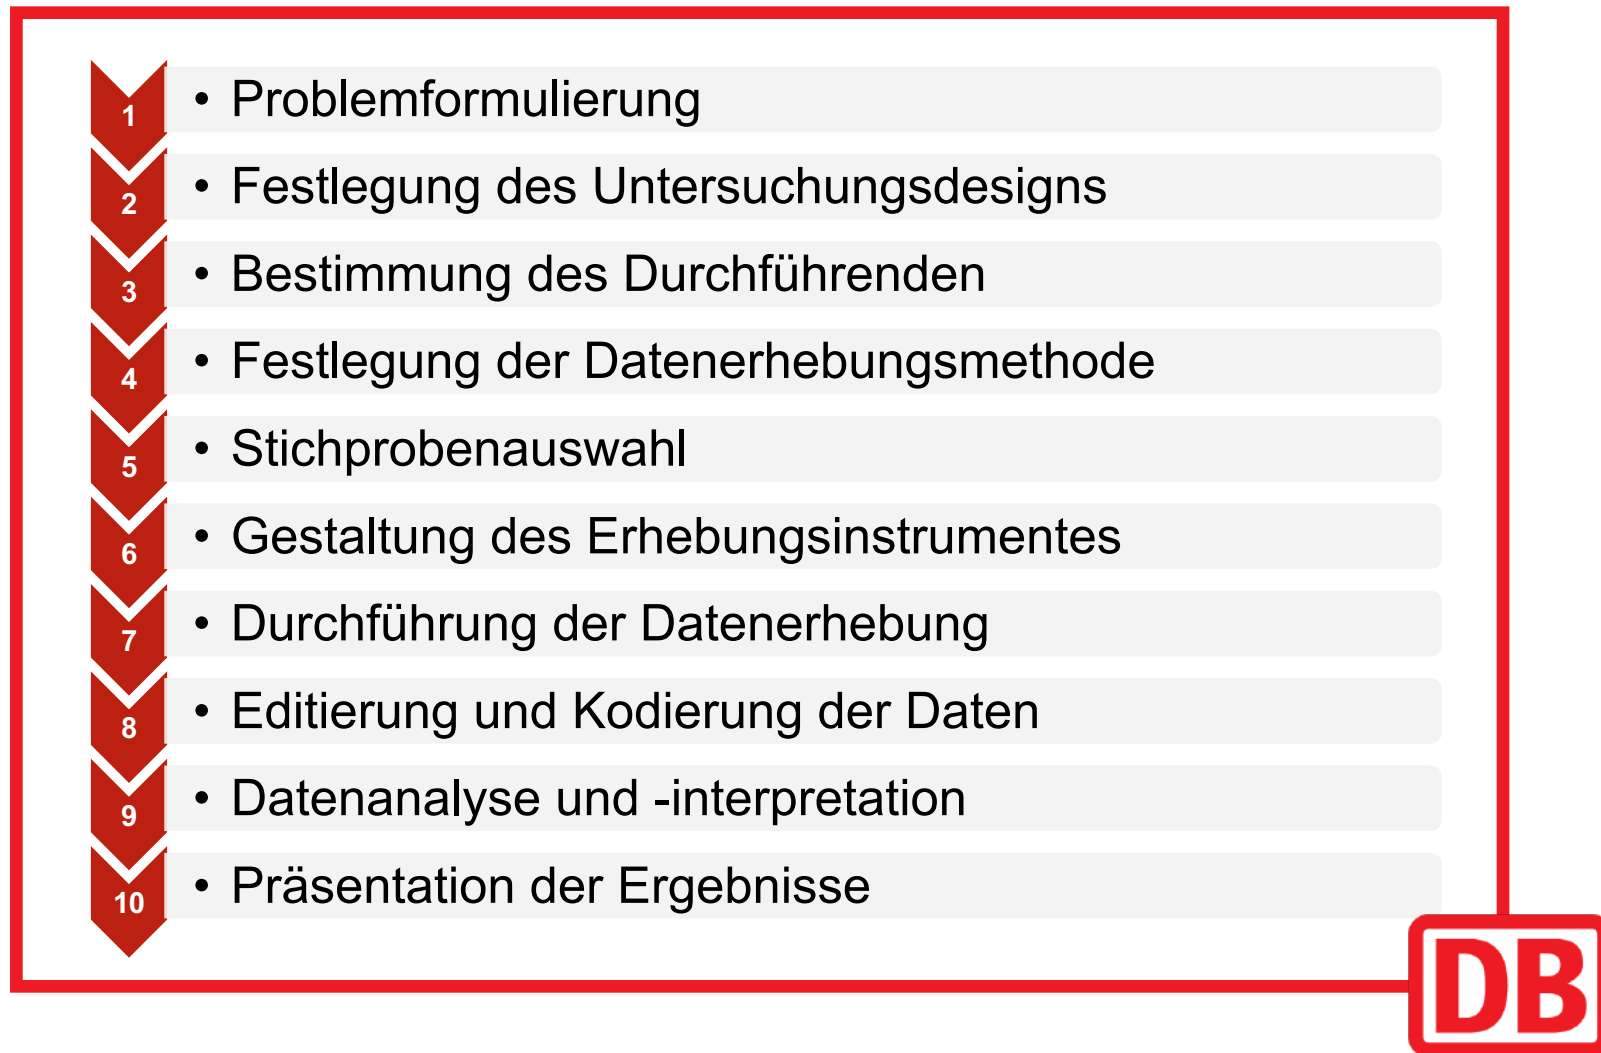 1 • Problemformulierung
2 • Festlegung des Untersuchungsdesigns
3 • Bestimmung des Durchführenden
4 • Festlegung der Datenerhebungsmethode
5 • Stichprobenauswahl
6 • Gestaltung des Erhebungsinstrumentes
7 • Durchführung der Datenerhebung
8 • Editierung und Kodierung der Daten
9 • Datenanalyse und -interpretation
10 • Präsentation der Ergebnisse
DB